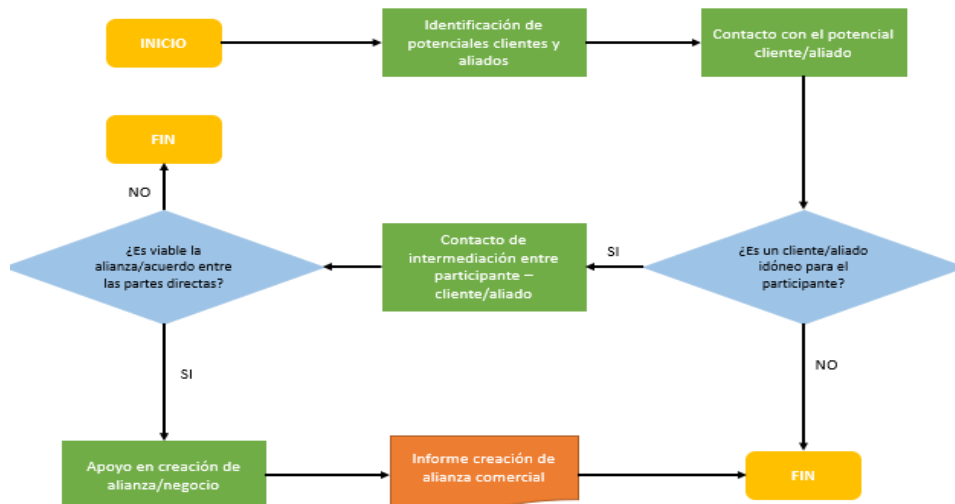 INICIO
Identificación de
potenciales clientes y
aliados
Contacto con el potencial
cliente/aliado
FIN
NO
¿Es viable la
alianza/acuerdo entre
las partes directas?
Contacto de
intermediación entre
participante –
cliente/aliado
SI
¿Es un cliente/aliado
idóneo para el
participante?
SI
NO
Apoyo en creación de
alianza/negocio
Informe creación de
alianza comercial
FIN